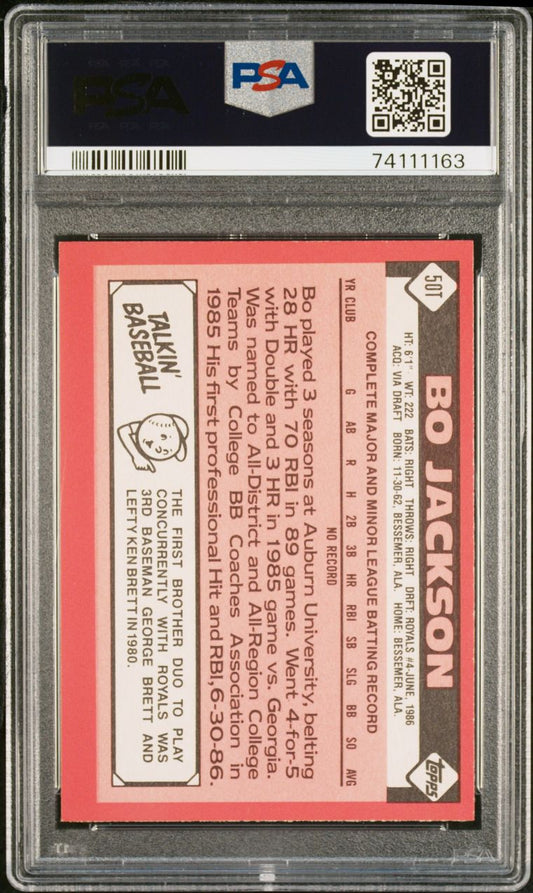 PSA
PSA
74111163
50T
BO JACKSON
Topps
HT: 6'1" WT: 222 BATS: RIGHT THROWS: RIGHT DRFT: ROYALS #4-JUNE, 1986
ACQ: VIA DRAFT BORN: 11-30-62, BESSEMER, ALA. HOME: BESSEMER, ALA.
COMPLETE MAJOR AND MINOR LEAGUE BATTING RECORD
YR CLUB G AB R H 2B 3B HR RBI SB SLG BB SO AVG
NO RECORD
Bo played 3 seasons at Auburn University, belting
28 HR with 70 RBI in 89 games. Went 4-for-5
with Double and 3 HR in 1985 game vs. Georgia.
Was named to All-District and All-Region College
Teams by College BB Coaches Association in
1985 His first professional Hit and RBI, 6-30-86.
TALKIN'
BASEBALL
THE FIRST BROTHER DUO TO PLAY
CONCURRENTLY WITH ROYALS WAS
3RD BASEMAN GEORGE BRETT AND
LEFTY KEN BRETT IN 1980.
PSA